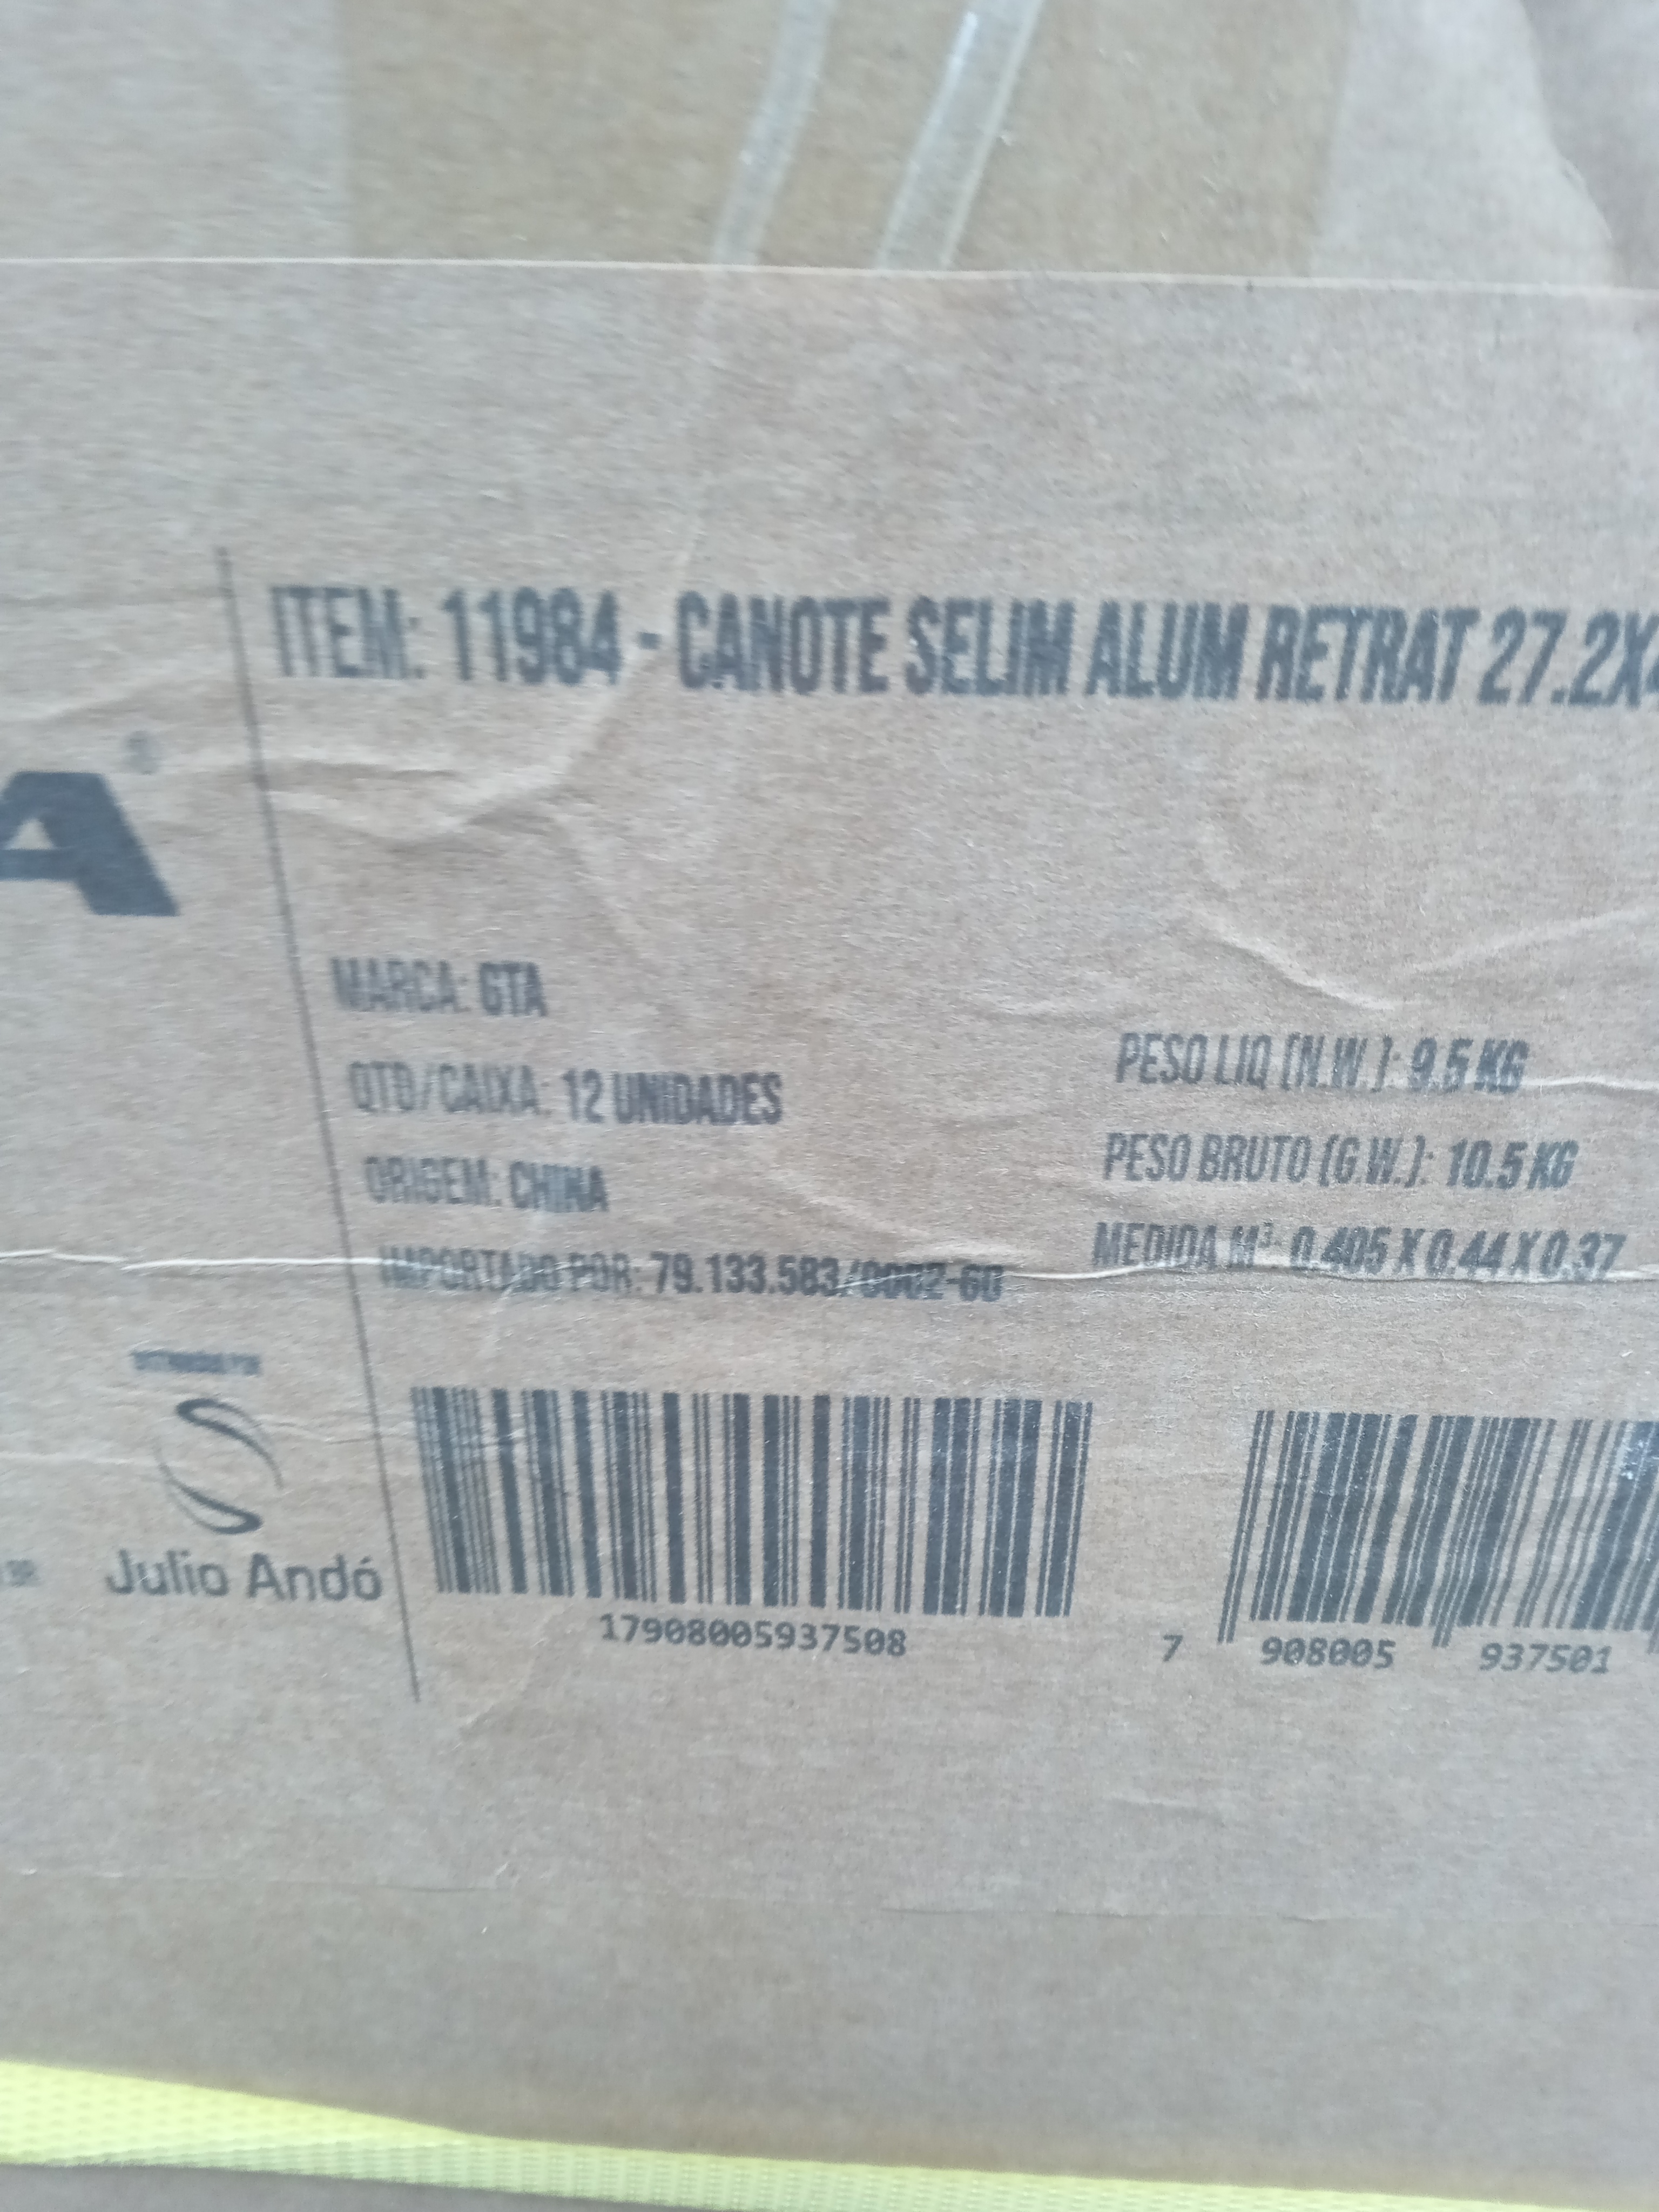 ITEM: 11984 - CANOTE SELIM ALUM RETRAT 27.2X4
A®
MARCA: GTA
QTD/CAIXA: 12 UNIDADES
ORIGEM: CHINA
IMPORTADO POR: 79.133.583/0002-60
PESO LIQ (N.W.): 9.5 KG
PESO BRUTO (G.W.): 10.5 KG
MEDIDA M³: 0.405 X 0.44 X 0.37
DISTRIBUÍDO POR
Julio Andó
17908005937508
7 908005 937501